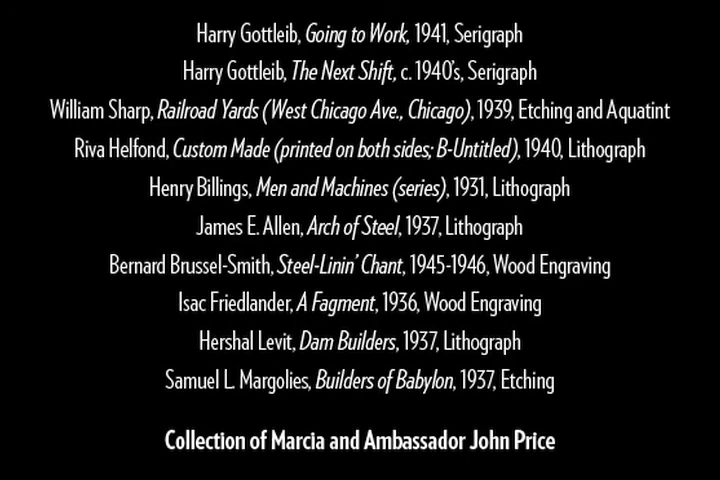 Harry Gottleib, Going to Work, 1941, Serigraph
Harry Gottleib, The Next Shift, c. 1940's, Serigraph
William Sharp, Railroad Yards (West Chicago Ave., Chicago), 1939, Etching and Aquatint
Riva Helfond, Custom Made (printed on both sides; B-Untitled), 1940, Lithograph
Henry Billings, Men and Machines (series), 1931, Lithograph
James E. Allen, Arch of Steel, 1937, Lithograph
Bernard Brussel-Smith, Steel-Linin' Chant, 1945-1946, Wood Engraving
Isac Friedlander, A Fagment, 1936, Wood Engraving
Hershal Levit, Dam Builders, 1937, Lithograph
Samuel L. Margolies, Builders of Babylon, 1937, Etching
Collection of Marcia and Ambassador John Price